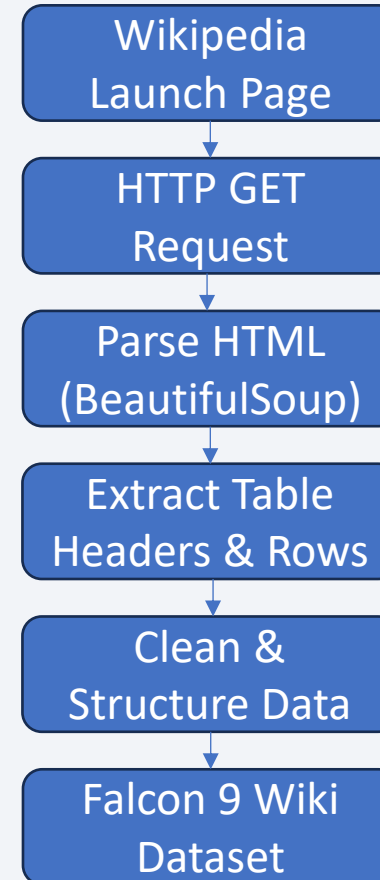 Wikipedia
Launch Page
HTTP GET
Request
Parse HTML
(BeautifulSoup)
Extract Table
Headers & Rows
Clean &
Structure Data
Falcon 9 Wiki
Dataset